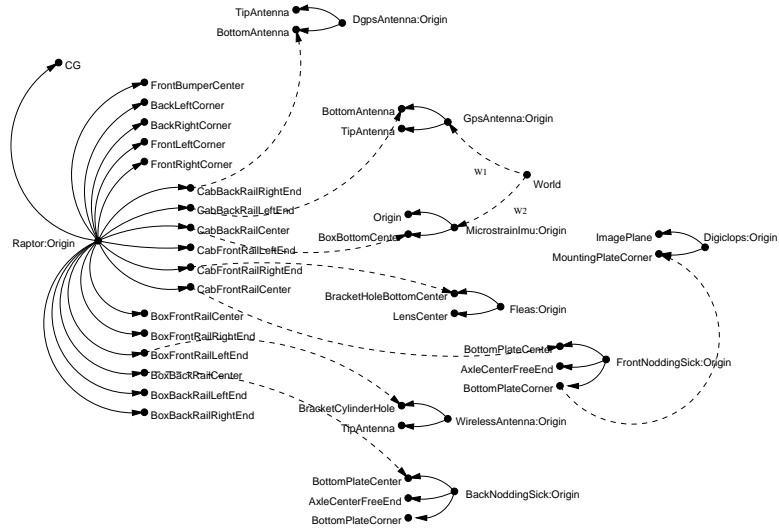 TipAntenna
DgpsAntenna:Origin
BottomAntenna
CG
FrontBumperCenter
BackLeftCorner
BackRightCorner
FrontLeftCorner
FrontRightCorner
BottomAntenna
GpsAntenna:Origin
TipAntenna
W1
World
CabBackRailRightEnd
CabBackRailLeftEnd
CabBackRailCenter
CabFrontRailLeftEnd
CabFrontRailRightEnd
CabFrontRailCenter
Raptor:Origin
Origin
W2
MicrostrainImu:Origin
BoxBottomCenter
ImagePlane
Digiclops:Origin
MountingPlateCorner
BracketHoleBottomCenter
Fleas:Origin
LensCenter
BoxFrontRailCenter
BoxFrontRailRightEnd
BoxFrontRailLeftEnd
BoxBackRailCenter
BoxBackRailLeftEnd
BoxBackRailRightEnd
BottomPlateCenter
FrontNoddingSick:Origin
AxleCenterFreeEnd
BottomPlateCorner
BracketCylinderHole
WirelessAntenna:Origin
TipAntenna
BottomPlateCenter
BackNoddingSick:Origin
AxleCenterFreeEnd
BottomPlateCorner